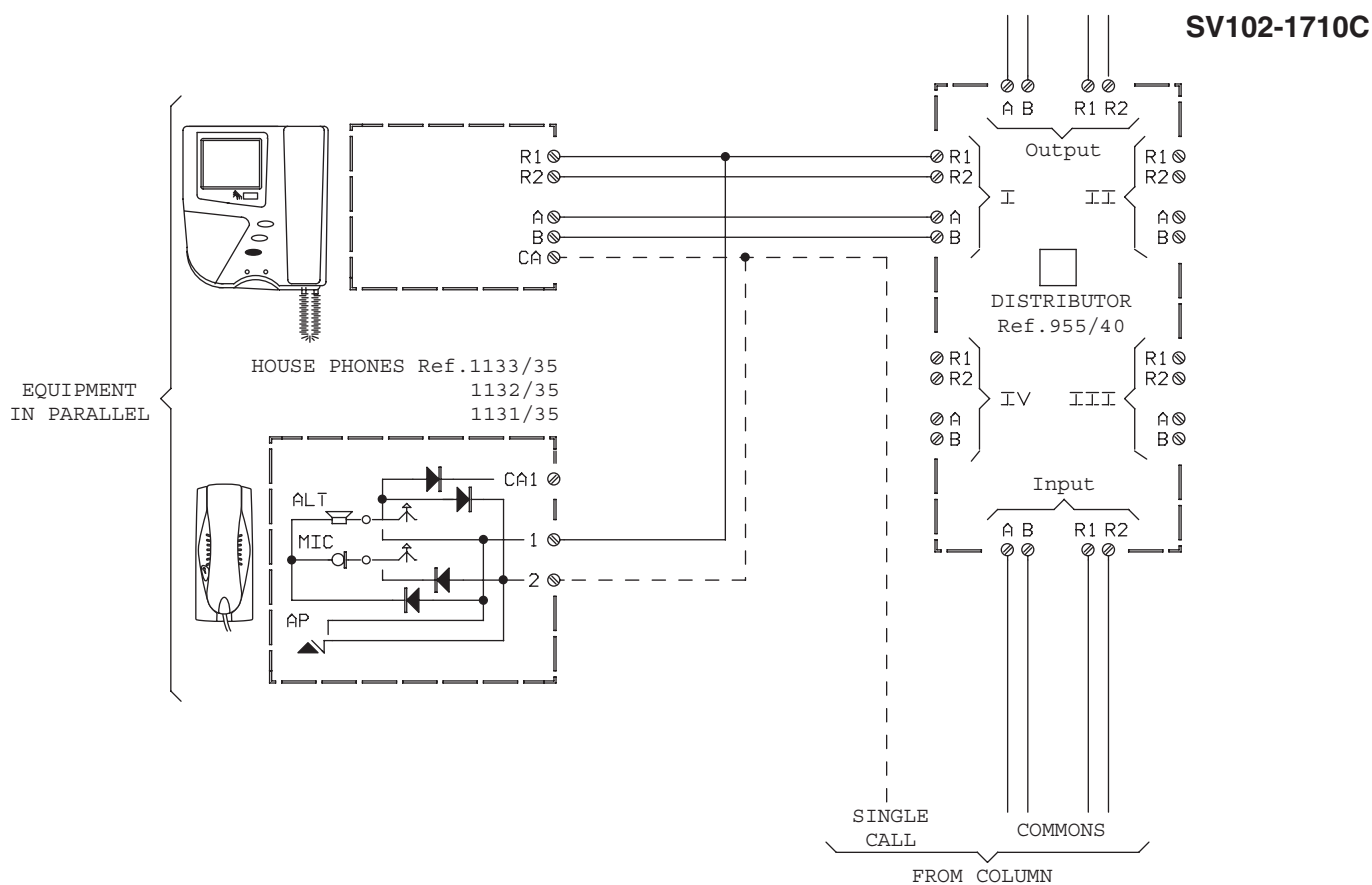 SV102-1710C
A B R1 R2
Output
R1
R2
A
B
CA
R1
R2
A
B
I
II
R1
R2
A
B
DISTRIBUTOR
Ref.955/40
HOUSE PHONES Ref.1133/35
1132/35
1131/35
EQUIPMENT
IN PARALLEL
R1
R2
A
B
IV
III
R1
R2
A
B
Input
A B R1 R2
CA1
ALT
1
MIC
2
AP
SINGLE
CALL
COMMONS
FROM COLUMN